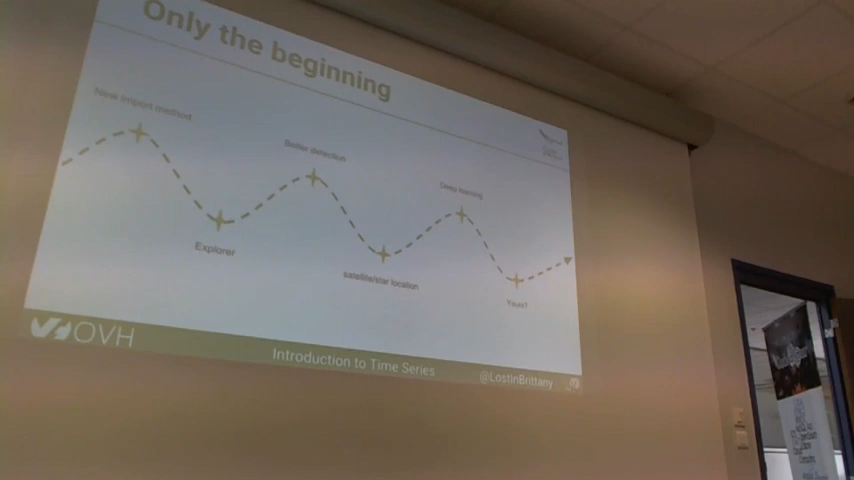 Only the beginning
New import method
Better detection
Deep learning
Explorer
satellite/star location
Yours?
OVH
Introduction to Time Series
@LostInBrittany